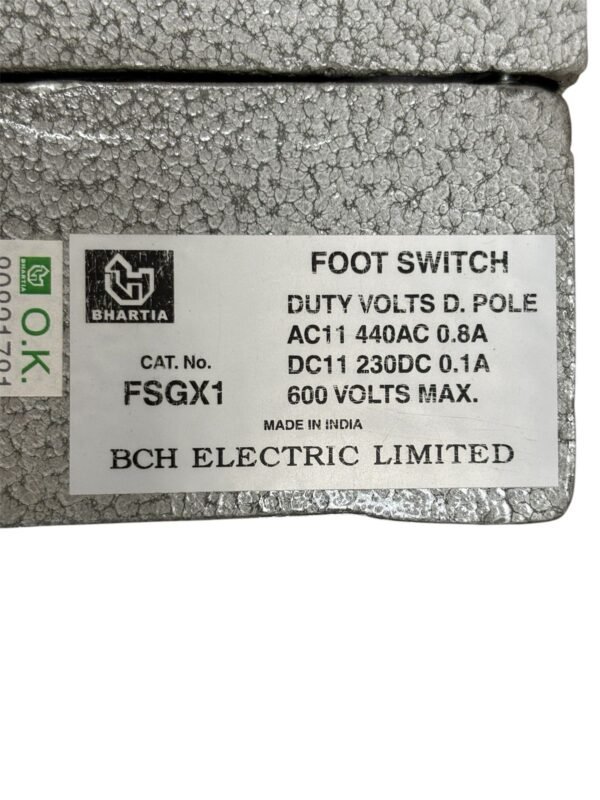 BHARTIA
FOOT SWITCH
DUTY VOLTS D. POLE
AC11 440AC 0.8A
DC11 230DC 0.1A
600 VOLTS MAX.
CAT. No.
FSGX1
MADE IN INDIA
BCH ELECTRIC LIMITED
BHARTIA
O.K.